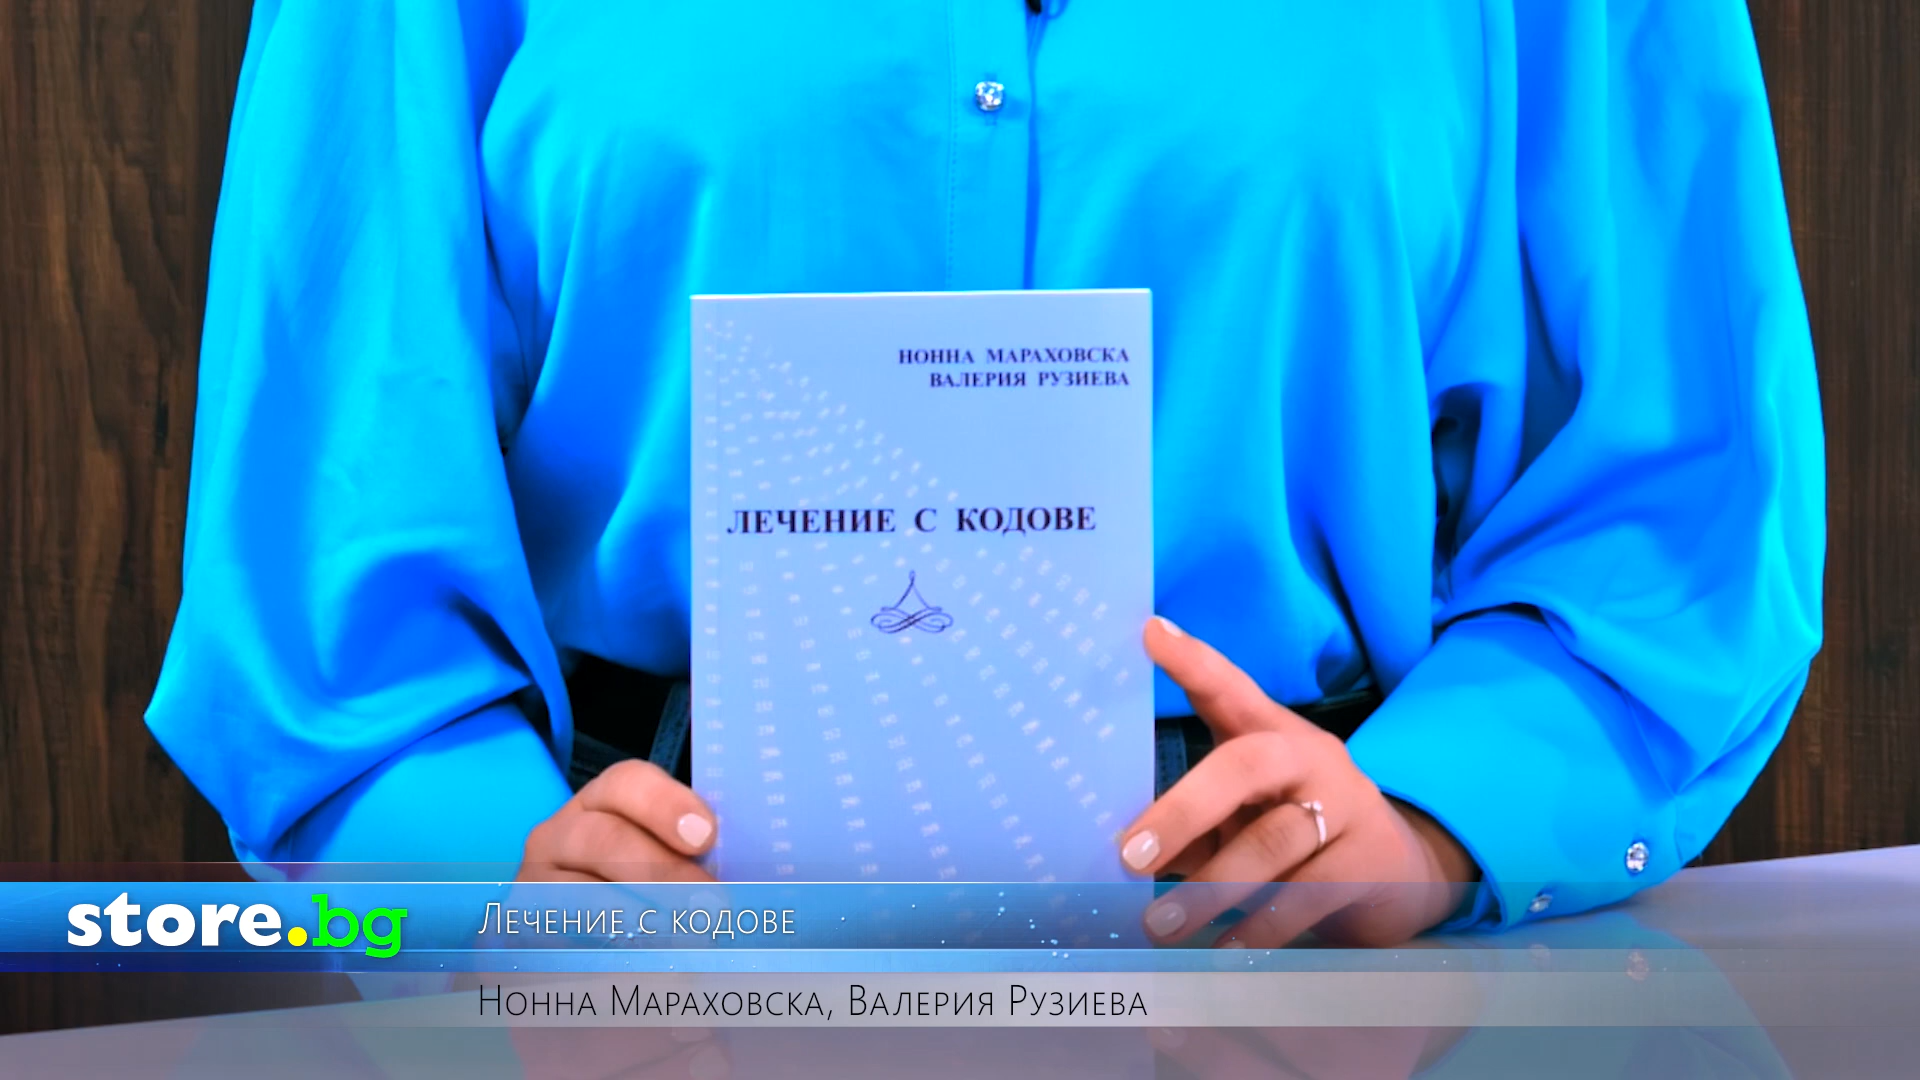 НОННА МАРАХОВСКА
ВАЛЕРИЯ РУЗИЕВА
ЛЕЧЕНИЕ С КОДОВЕ
store.bg
Лечение с кодове
Нонна Мараховска, Валерия Рузиева